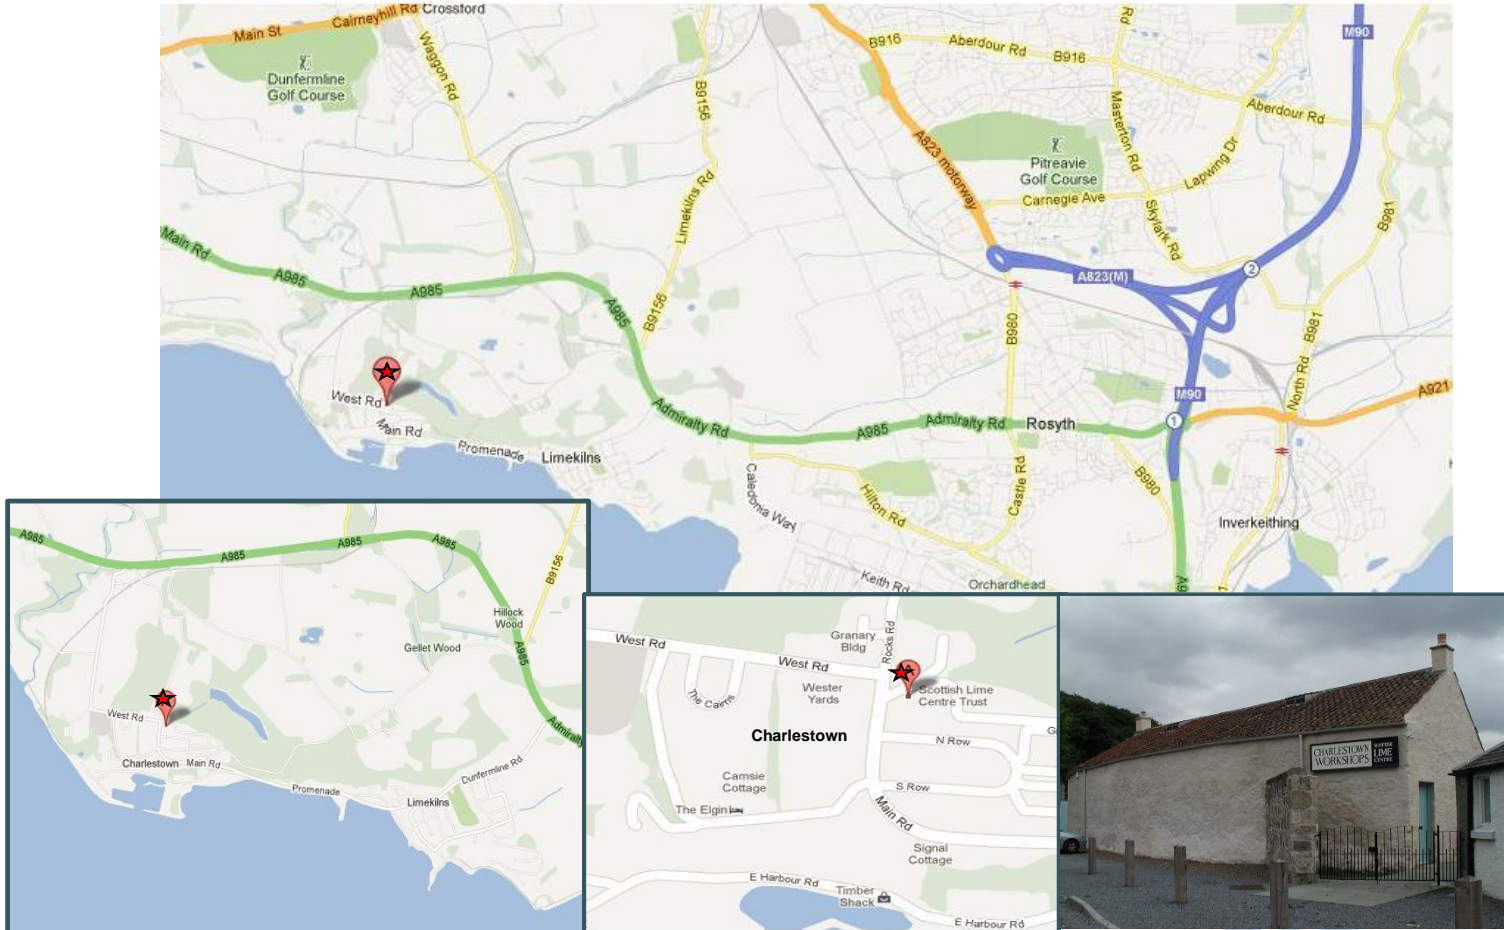 Main St
Cairneyhill Rd
Crossford
Waggon Rd
Dunfermline
Golf Course
B9156
Limekilns Rd
B9156
B916
Aberdour Rd
B916
Rd
M90
Aberdour Rd
Masterton Rd
A823 motorway
Pitreavie
Golf Course
Lapwing Dr
Carnegie Ave
Skylark Rd
B981
Main Rd
A985
A985
A985
A823(M)
2
B980
B981
North Rd
M90
A921
West Rd
Main Rd
Promenade
Limekilns
Admiralty Rd
A985
Admiralty Rd
Rosyth
1
Caledonia Way
Hilton Rd
Castle Rd
B980
Inverkeithing
Keith Rd
Orchardhead
A985
A985
A985
A985
B9156
Hillock
Wood
Gellet Wood
A985
Admiralty
West Rd
Charlestown
Main Rd
Promenade
Dunfermline Rd
Limekilns
West Rd
Granary
Bldg
Rocks Rd
West Rd
The Cairns
Wester
Yards
Scottish Lime
Centre Trust
Charlestown
N Row
Camsie
Cottage
S Row
The Elgin
Main Rd
Signal
Cottage
E Harbour Rd
Timber
Shack
E Harbour Rd
CHARLESTOWN
WORKSHOPS
SCOTTISH
LIME
CENTRE